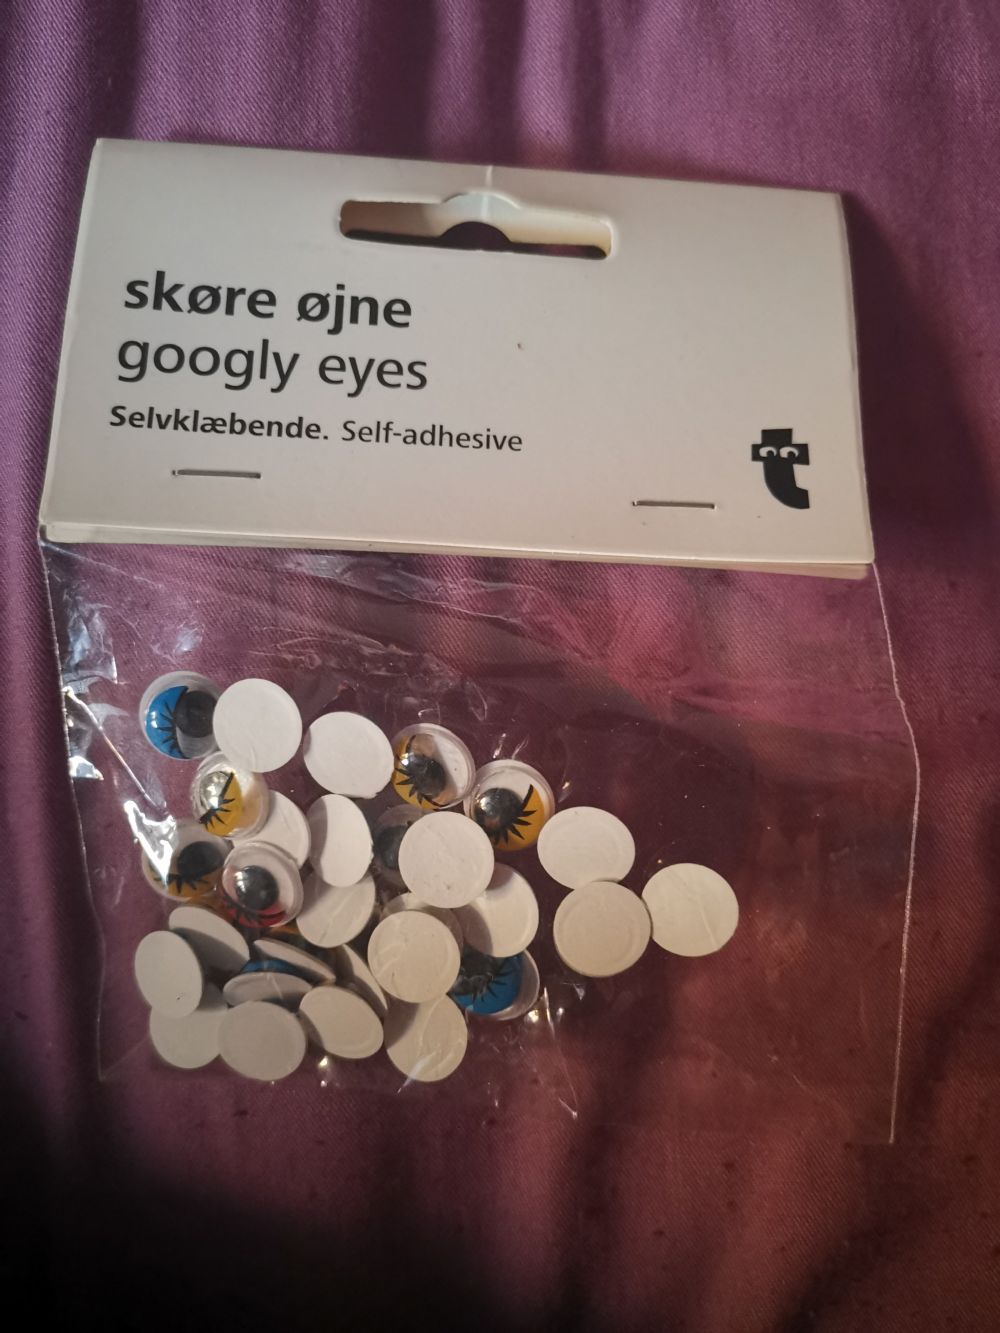 skøre øjne
googly eyes
Selvklæbende. Self-adhesive
t